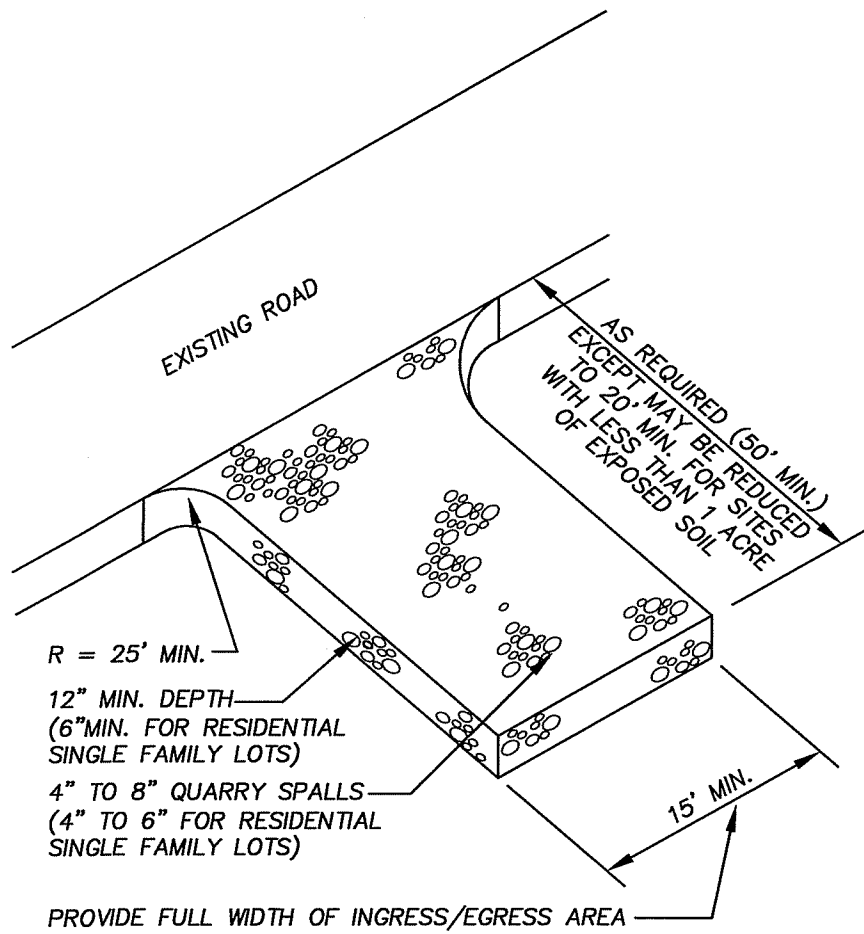 EXISTING ROAD
AS REQUIRED (50' MIN.)
EXCEPT MAY BE REDUCED
TO 20' MIN. FOR SITES
WITH LESS THAN 1 ACRE
OF EXPOSED SOIL
R = 25' MIN.
12" MIN. DEPTH
(6"MIN. FOR RESIDENTIAL
SINGLE FAMILY LOTS)
4" TO 8" QUARRY SPALLS
(4" TO 6" FOR RESIDENTIAL
SINGLE FAMILY LOTS)
15' MIN.
PROVIDE FULL WIDTH OF INGRESS/EGRESS AREA